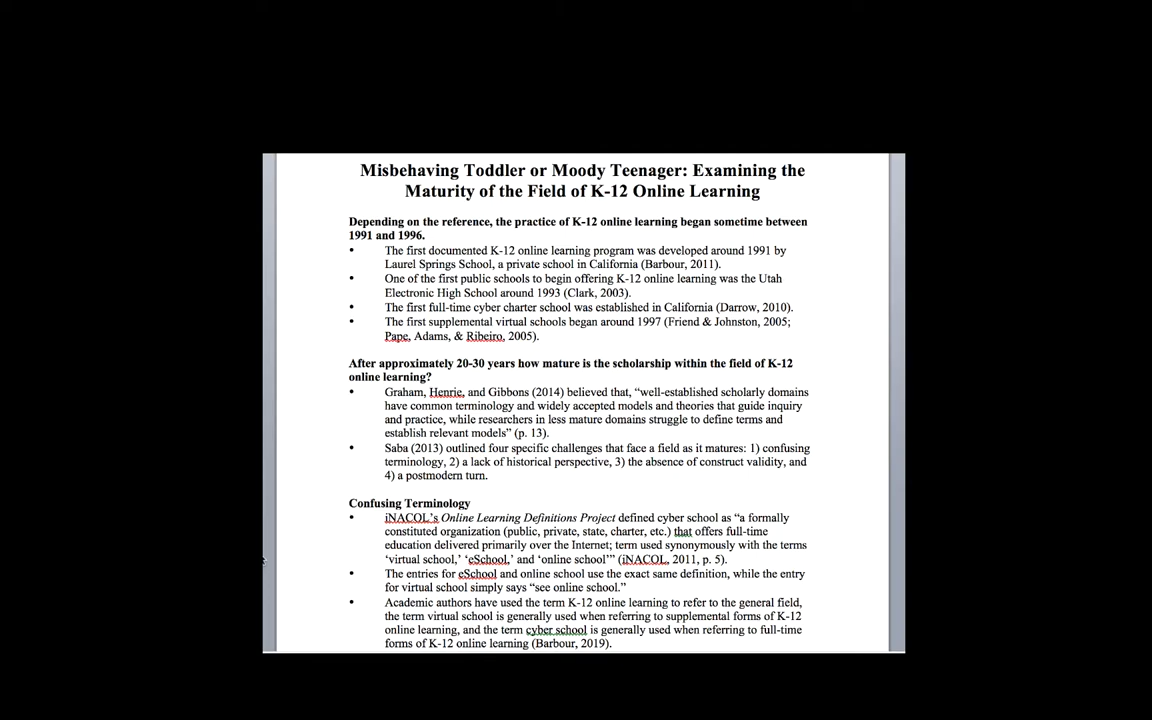 Misbehaving Toddler or Moody Teenager: Examining the
Maturity of the Field of K-12 Online Learning
Depending on the reference, the practice of K-12 online learning began sometime between
1991 and 1996.
• The first documented K-12 online learning program was developed around 1991 by
Laurel Springs School, a private school in California (Barbour, 2011).
• One of the first public schools to begin offering K-12 online learning was the Utah
Electronic High School around 1993 (Clark, 2003).
• The first full-time cyber charter school was established in California (Darrow, 2010).
• The first supplemental virtual schools began around 1997 (Friend & Johnston, 2005;
Pape, Adams, & Ribeiro, 2005).
After approximately 20-30 years how mature is the scholarship within the field of K-12
online learning?
• Graham, Henrie, and Gibbons (2014) believed that, “well-established scholarly domains
have common terminology and widely accepted models and theories that guide inquiry
and practice, while researchers in less mature domains struggle to define terms and
establish relevant models” (p. 13).
• Saba (2013) outlined four specific challenges that face a field as it matures: 1) confusing
terminology, 2) a lack of historical perspective, 3) the absence of construct validity, and
4) a postmodern turn.
Confusing Terminology
• iNACOL’s Online Learning Definitions Project defined cyber school as “a formally
constituted organization (public, private, state, charter, etc.) that offers full-time
education delivered primarily over the Internet; term used synonymously with the terms
‘virtual school,’ ‘eSchool,’ and ‘online school’” (iNACOL, 2011, p. 5).
• The entries for eSchool and online school use the exact same definition, while the entry
for virtual school simply says “see online school.”
• Academic authors have used the term K-12 online learning to refer to the general field,
the term virtual school is generally used when referring to supplemental forms of K-12
online learning, and the term cyber school is generally used when referring to full-time
forms of K-12 online learning (Barbour, 2019).